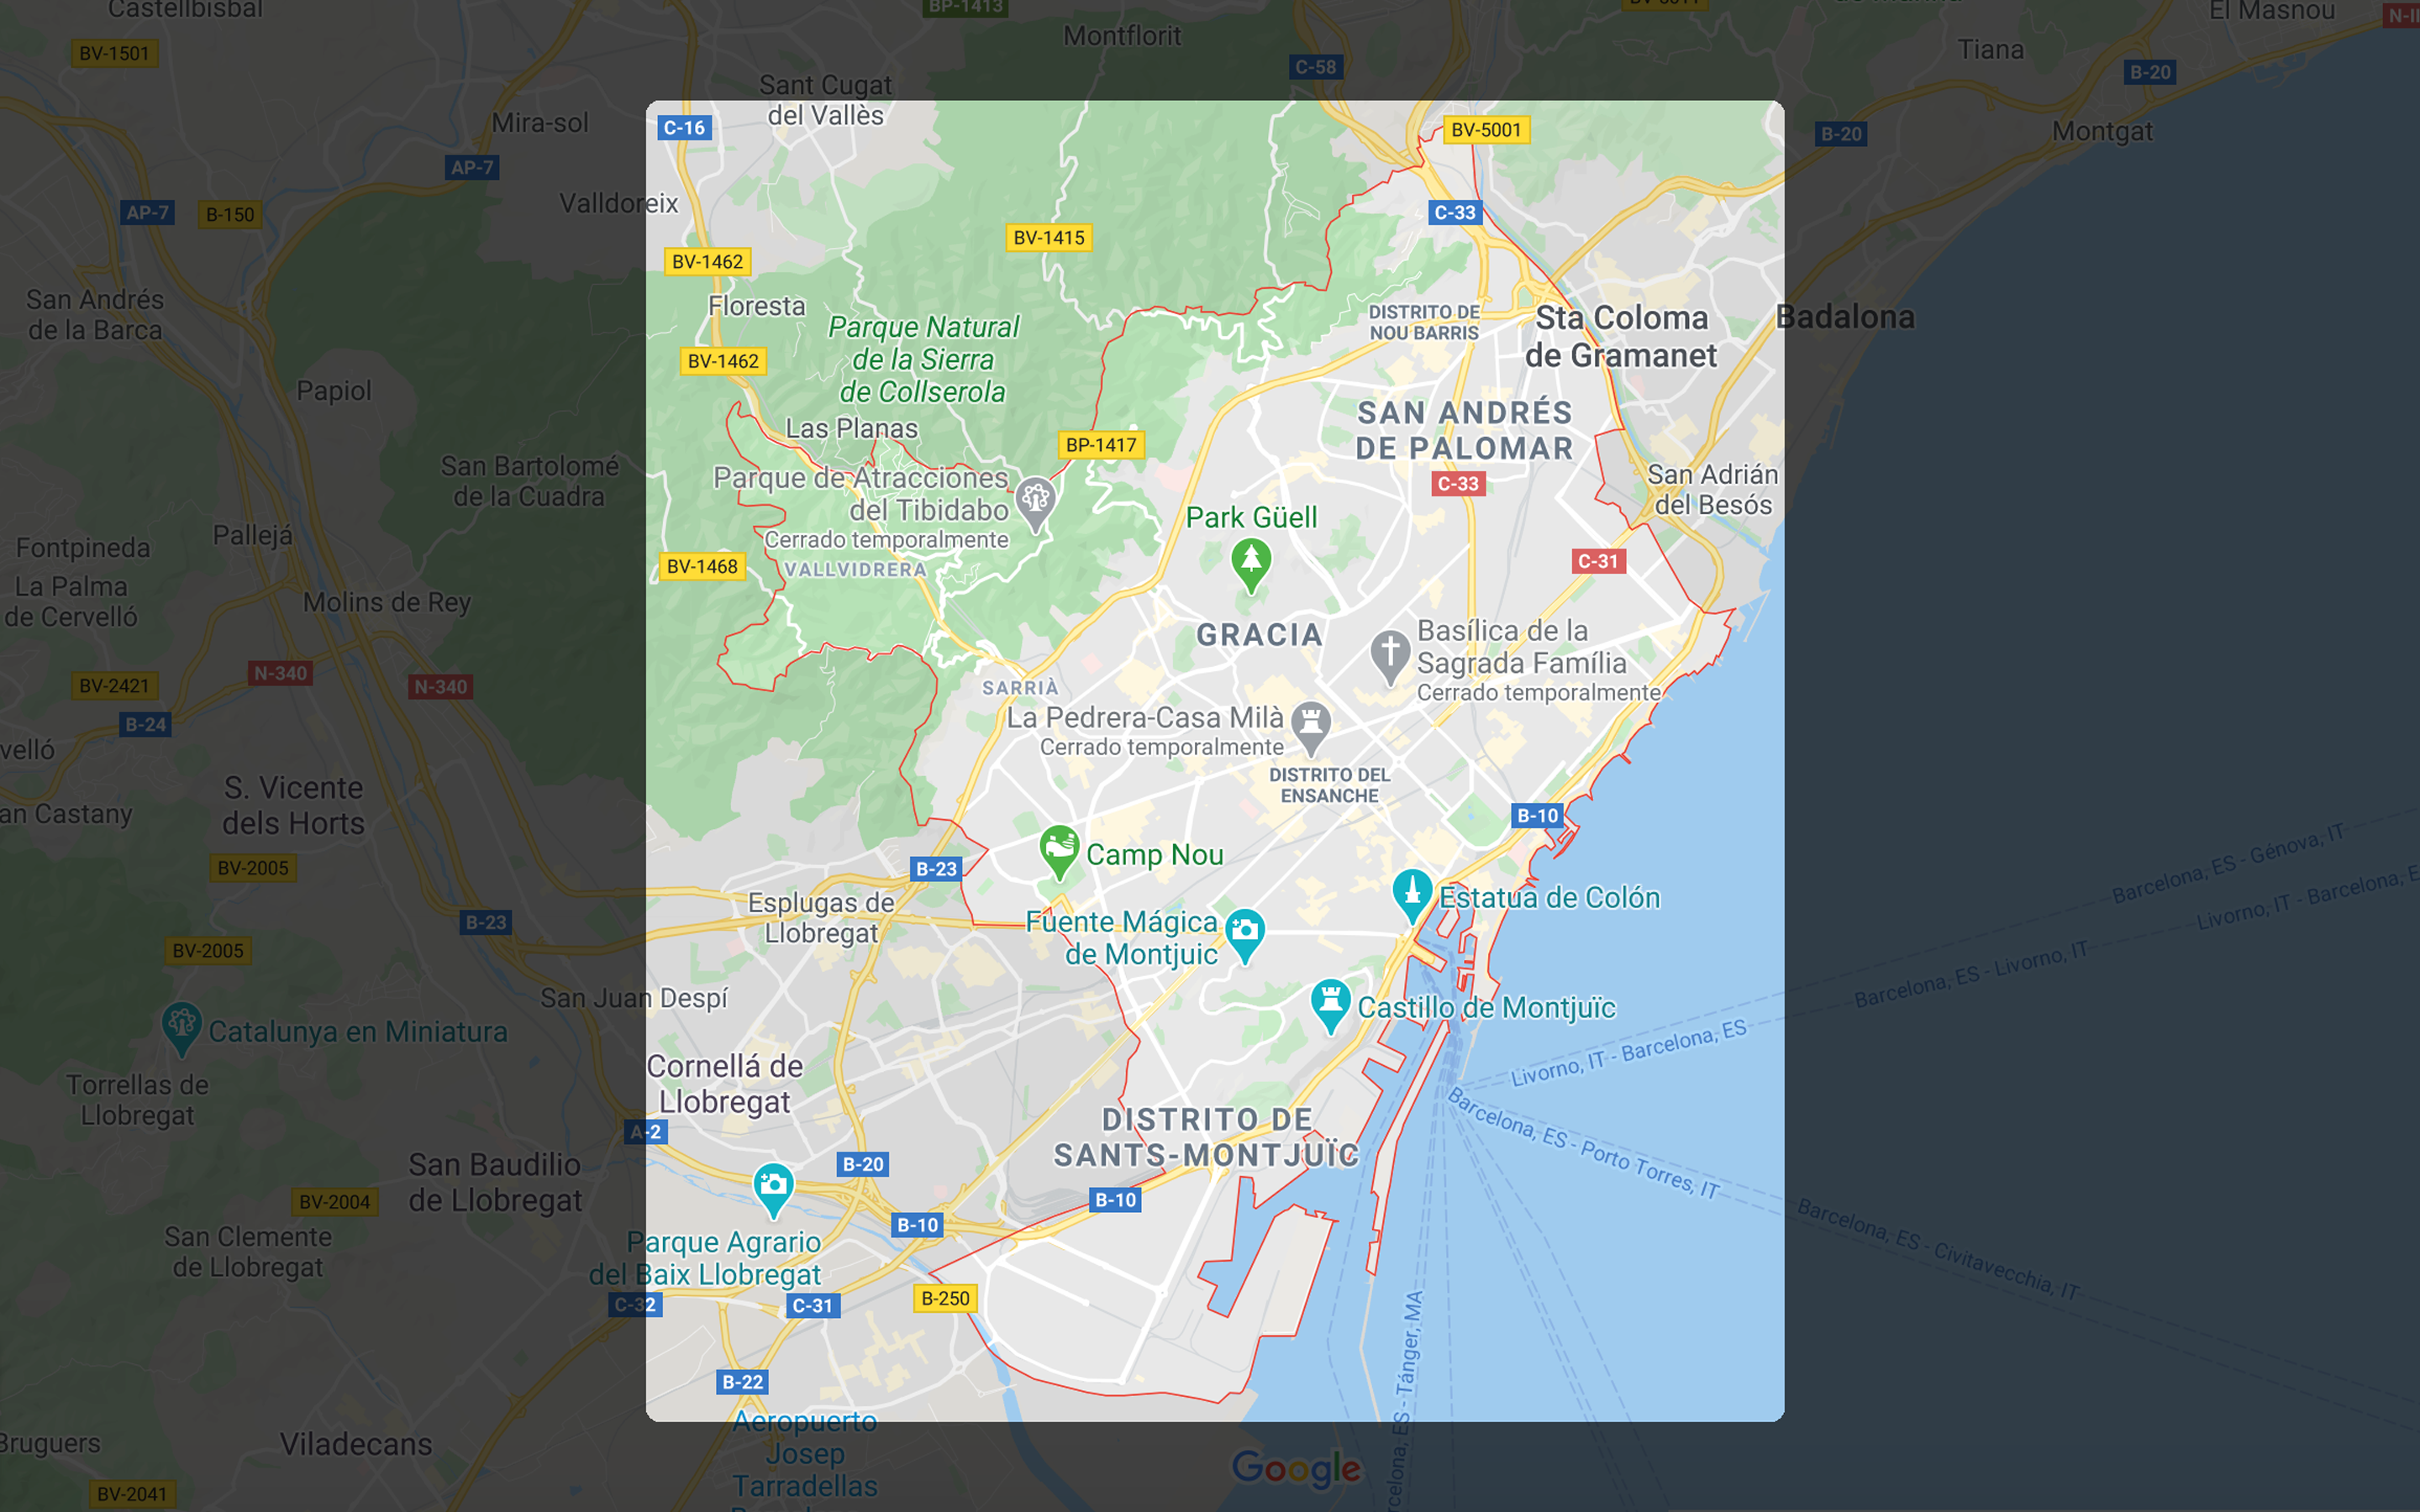 Castellbisbal
BP-1413
Montflorit
El Masnou
BV-1501
C-58
Tiana
B-20
Sant Cugat
del Vallès
Mira-sol
C-16
BV-5001
B-20
Montgat
AP-7
Valldoreix
AP-7
B-150
C-33
BV-1415
BV-1462
San Andrés
de la Barca
Floresta
Parque Natural
de la Sierra
de Collserola
DISTRITO DE
NOU BARRIS
Sta Coloma
de Gramanet
Badalona
BV-1462
Papiol
Las Planas
BP-1417
SAN ANDRÉS
DE PALOMAR
San Bartolomé
de la Cuadra
Parque de Atracciones
del Tibidabo
Cerrado temporalmente
C-33
San Adrián
del Besós
Park Güell
Pallejá
Fontpineda
BV-1468
VALLVIDRERA
C-31
La Palma
de Cervelló
Molins de Rey
GRACIA
Basílica de la
Sagrada Família
Cerrado temporalmente
N-340
N-340
BV-2421
SARRIÀ
B-24
La Pedrera-Casa Milà
Cerrado temporalmente
velló
DISTRITO DEL
ENSANCHE
S. Vicente
dels Horts
an Castany
B-10
BV-2005
B-23
Camp Nou
Barcelona, ES - Génova, IT
Livorno, IT - Barcelona, E
Esplugas de
Llobregat
Estatua de Colón
B-23
Fuente Mágica
de Montjuic
BV-2005
Barcelona, ES - Livorno, IT
San Juan Despí
Castillo de Montjuïc
Catalunya en Miniatura
Livorno, IT - Barcelona, ES
Cornellá de
Llobregat
Torrellas de
Llobregat
Barcelona, ES - Porto Torres, IT
DISTRITO DE
SANTS-MONTJUÏC
A-2
B-20
San Baudilio
de Llobregat
BV-2004
B-10
B-10
Barcelona, ES - Civitavecchia, IT
San Clemente
de Llobregat
Parque Agrario
del Baix Llobregat
C-32
C-31
B-250
Barcelona, ES - Tánger, MA
B-22
Aeropuerto
Josep
Tarradellas
Bruguers
Viladecans
Google
BV-2041